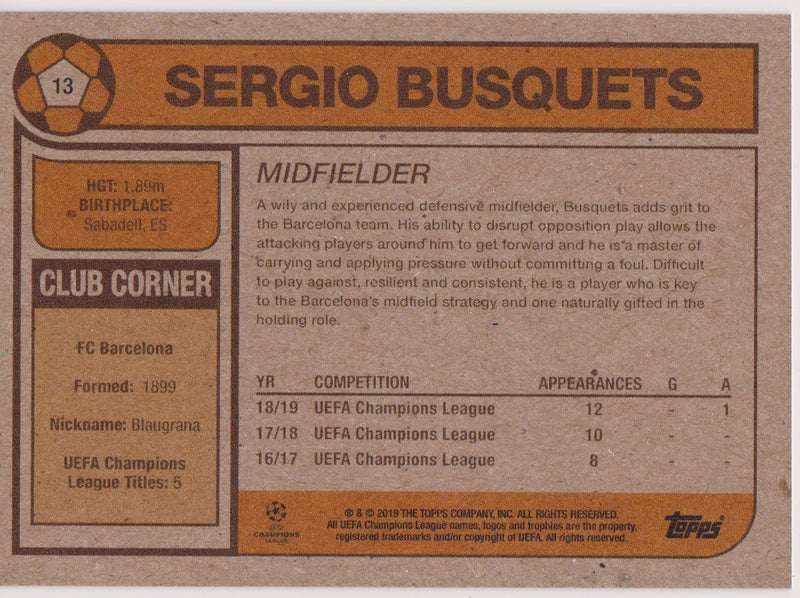 13
SERGIO BUSQUETS
HGT: 1.89m
BIRTHPLACE:
Sabadell, ES
CLUB CORNER
FC Barcelona
Formed: 1899
Nickname: Blaugrana
UEFA Champions
League Titles: 5
MIDFIELDER
A wily and experienced defensive midfielder, Busquets adds grit to
the Barcelona team. His ability to disrupt opposition play allows the
attacking players around him to get forward and he is a master of
carrying and applying pressure without committing a foul. Difficult
to play against, resilient and consistent, he is a player who is key
to the Barcelona's midfield strategy and one naturally gifted in the
holding role.
YR COMPETITION APPEARANCES G A
18/19 UEFA Champions League 12 - 1
17/18 UEFA Champions League 10 - -
16/17 UEFA Champions League 8 - -
UEFA
CHAMPIONS
LEAGUE
® & © 2019 THE TOPPS COMPANY, INC. ALL RIGHTS RESERVED.
All UEFA Champions League names, logos and trophies are the property,
registered trademarks and/or copyright of UEFA. All rights reserved.
Topps